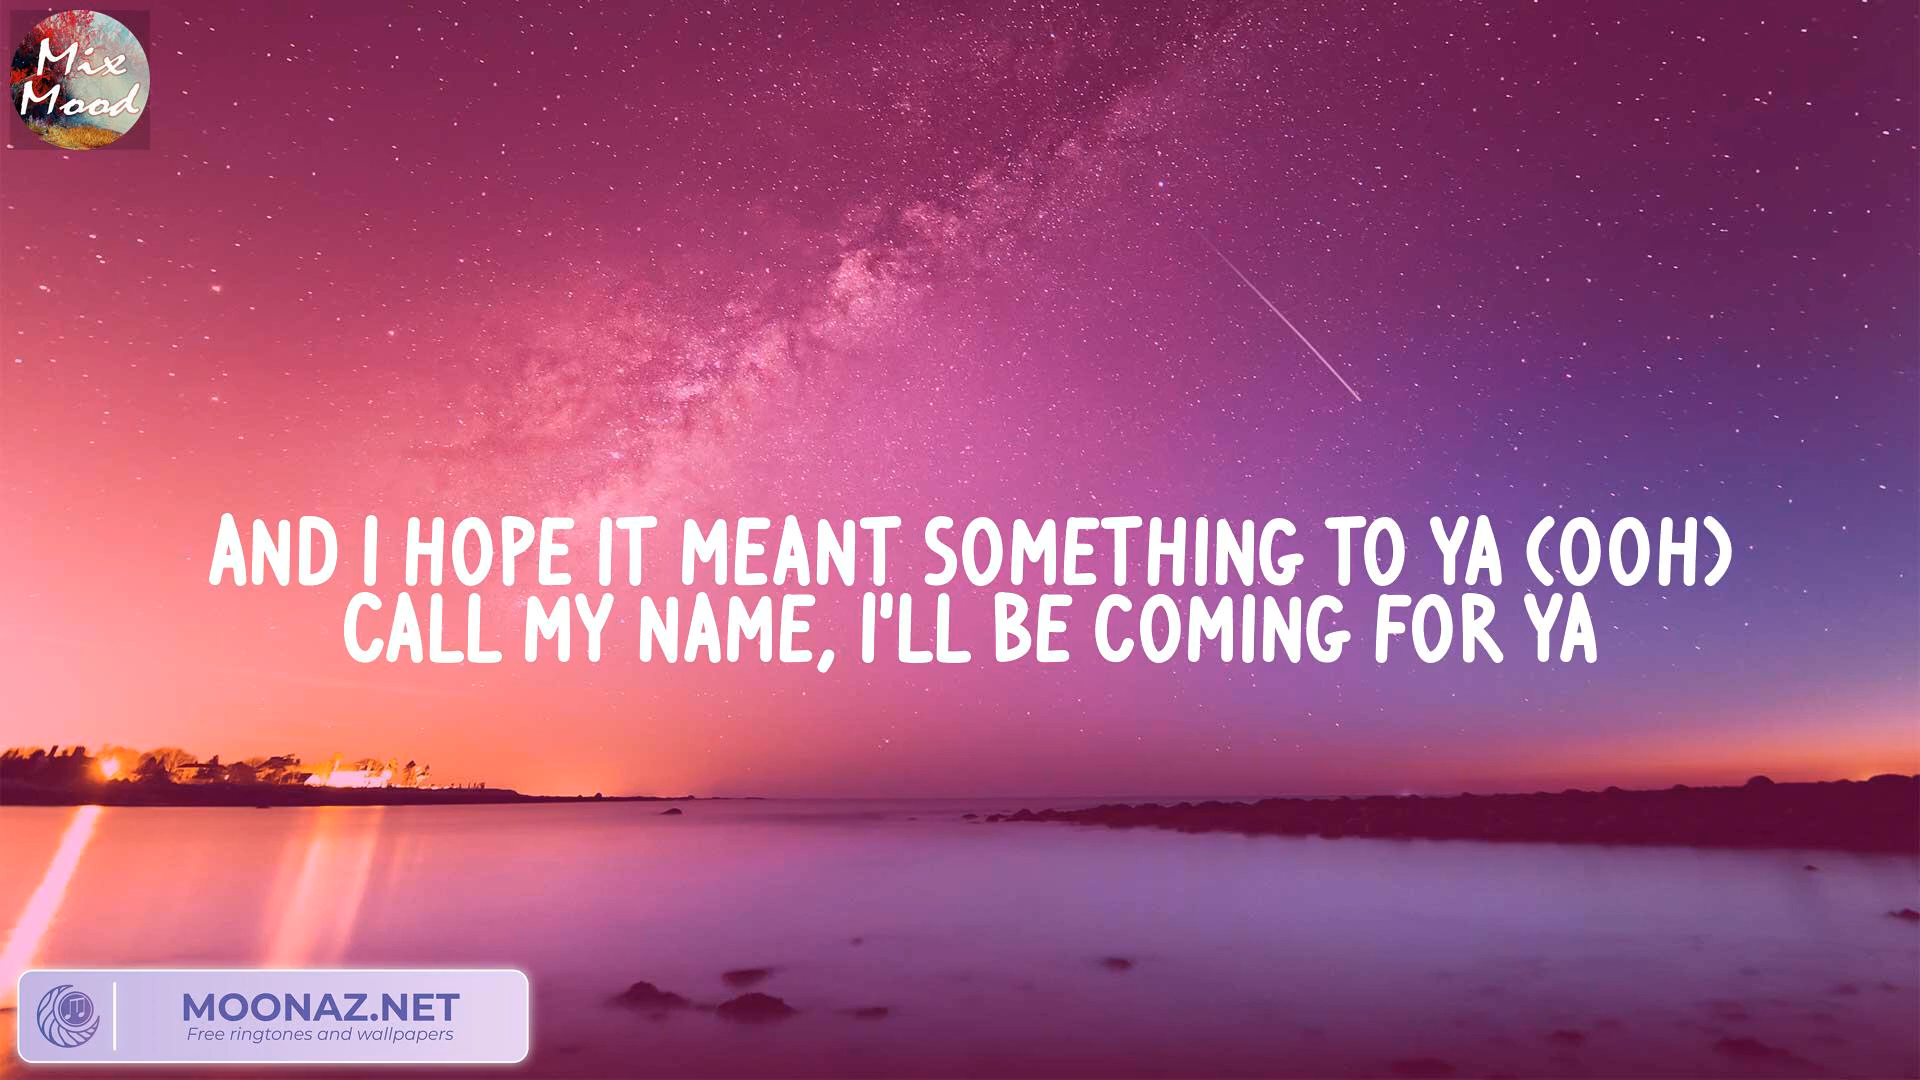 Mix
Mood
AND I HOPE IT MEANT SOMETHING TO YA (OOH)
CALL MY NAME, I'LL BE COMING FOR YA
MOONAZ.NET
Free ringtones and wallpapers